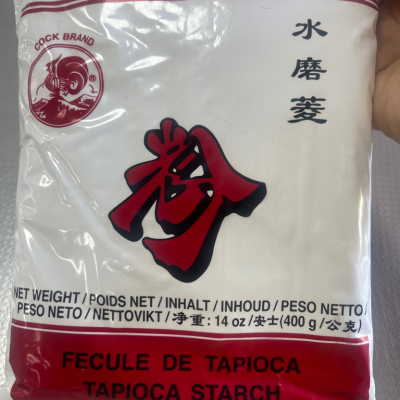 COCK BRAND
®
水磨菱
粉
NET WEIGHT / POIDS NET / INHALT / INHOUD / PESO NETTO /
PESO NETO / NETTOVIKT / 净重: 14 oz /安士(400 g /公克)
FECULE DE TAPIOCA
TAPIOCA STARCH